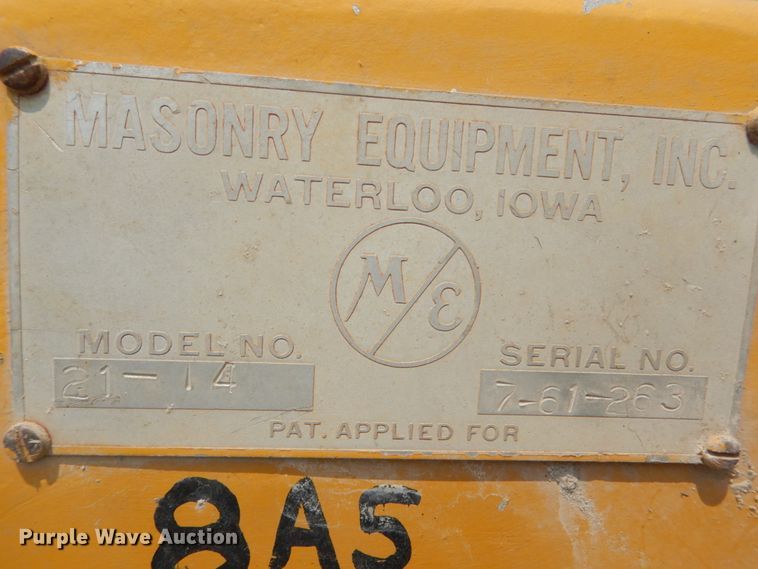 MASONRY EQUIPMENT, INC.
WATERLOO, IOWA
M/E
MODEL NO. SERIAL NO.
21-14 7-61-263
PAT. APPLIED FOR
8A5
Purple Wave Auction